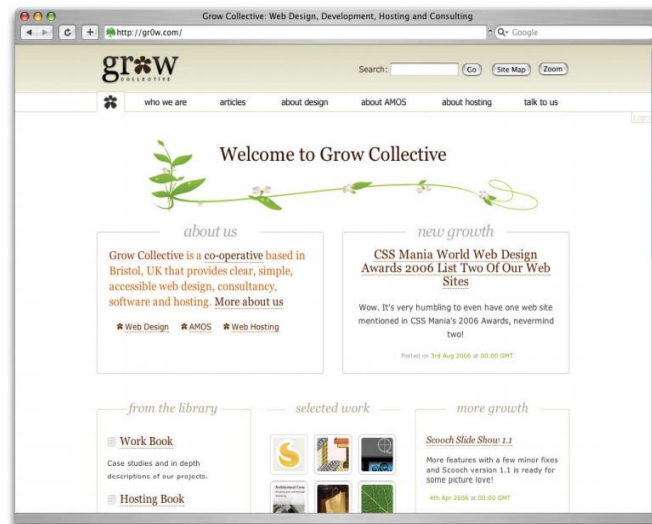 Grow Collective: Web Design, Development, Hosting and Consulting
http://gr0w.com/
Google
grow
COLLECTIVE
Search:
Go
Site Map
Zoom
who we are
articles
about design
about AMOS
about hosting
talk to us
Login
Welcome to Grow Collective
about us
Grow Collective is a co-operative based in
Bristol, UK that provides clear, simple,
accessible web design, consultancy,
software and hosting. More about us
Web Design
AMOS
Web Hosting
new growth
CSS Mania World Web Design
Awards 2006 List Two Of Our Web
Sites
Wow. It's very humbling to even have one web site
mentioned in CSS Mania's 2006 Awards, nevermind
two!
Posted on 3rd Aug 2006 at 00:00 GMT
from the library
Work Book
Case studies and in depth
descriptions of our projects.
Hosting Book
selected work
more growth
Scooch Slide Show 1.1
More features with a few minor fixes
and Scooch version 1.1 is ready for
some picture love!
4th Apr 2006 at 00:00 GMT